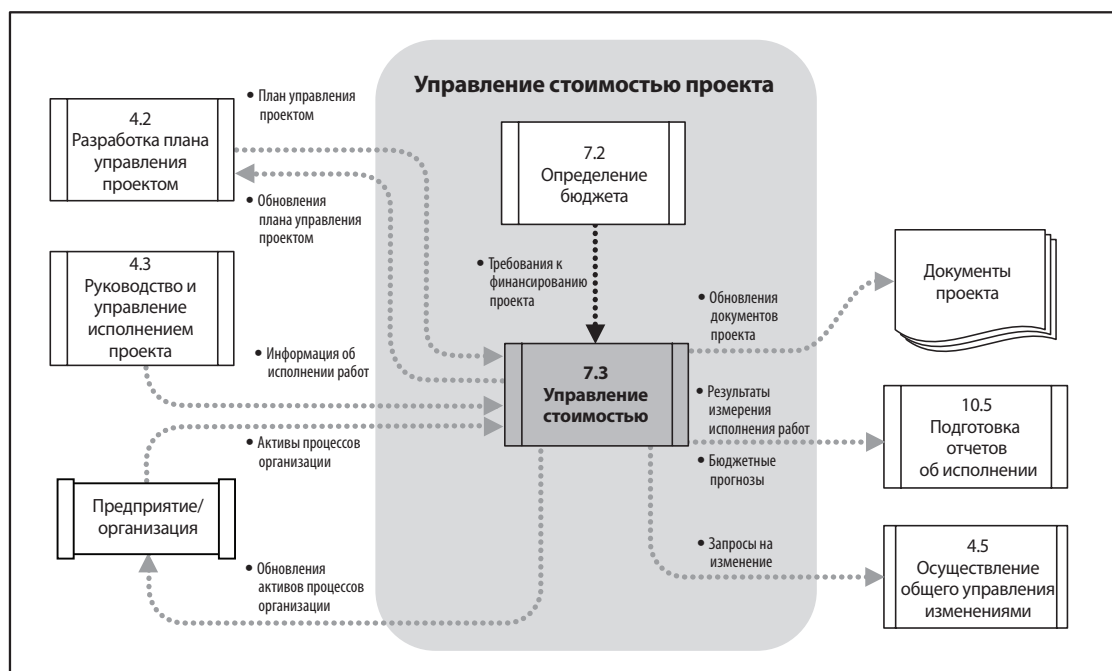 Управление стоимостью проекта
• План управления
проектом
4.2
Разработка плана
управления
проектом
• Обновления
плана управления
проектом
7.2
Определение
бюджета
4.3
Руководство и
управление
исполнением
проекта
• Требования к
финансированию
проекта
• Обновления
документов
проекта
Документы
проекта
• Информация об
исполнении работ
7.3
Управление
стоимостью
• Результаты
измерения
исполнения работ
• Бюджетные
прогнозы
10.5
Подготовка
отчетов
об исполнении
• Активы процессов
организации
Предприятие/
организация
• Обновления
активов процессов
организации
• Запросы на
изменение
4.5
Осуществление
общего управления
изменениями